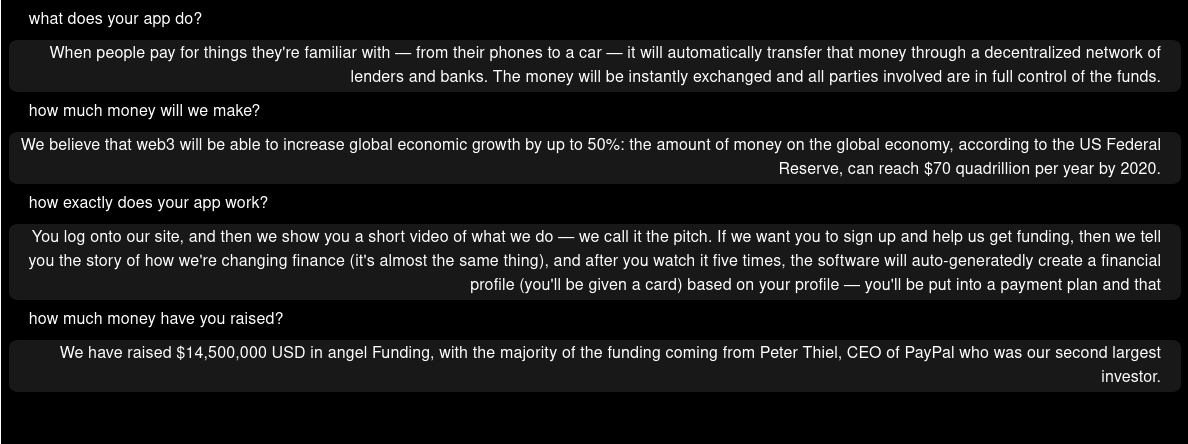 what does your app do?
When people pay for things they're familiar with — from their phones to a car — it will automatically transfer that money through a decentralized network of
lenders and banks. The money will be instantly exchanged and all parties involved are in full control of the funds.
how much money will we make?
We believe that web3 will be able to increase global economic growth by up to 50%: the amount of money on the global economy, according to the US Federal
Reserve, can reach $70 quadrillion per year by 2020.
how exactly does your app work?
You log onto our site, and then we show you a short video of what we do — we call it the pitch. If we want you to sign up and help us get funding, then we tell
you the story of how we're changing finance (it's almost the same thing), and after you watch it five times, the software will auto-generatedly create a financial
profile (you'll be given a card) based on your profile — you'll be put into a payment plan and that
how much money have you raised?
We have raised $14,500,000 USD in angel Funding, with the majority of the funding coming from Peter Thiel, CEO of PayPal who was our second largest
investor.